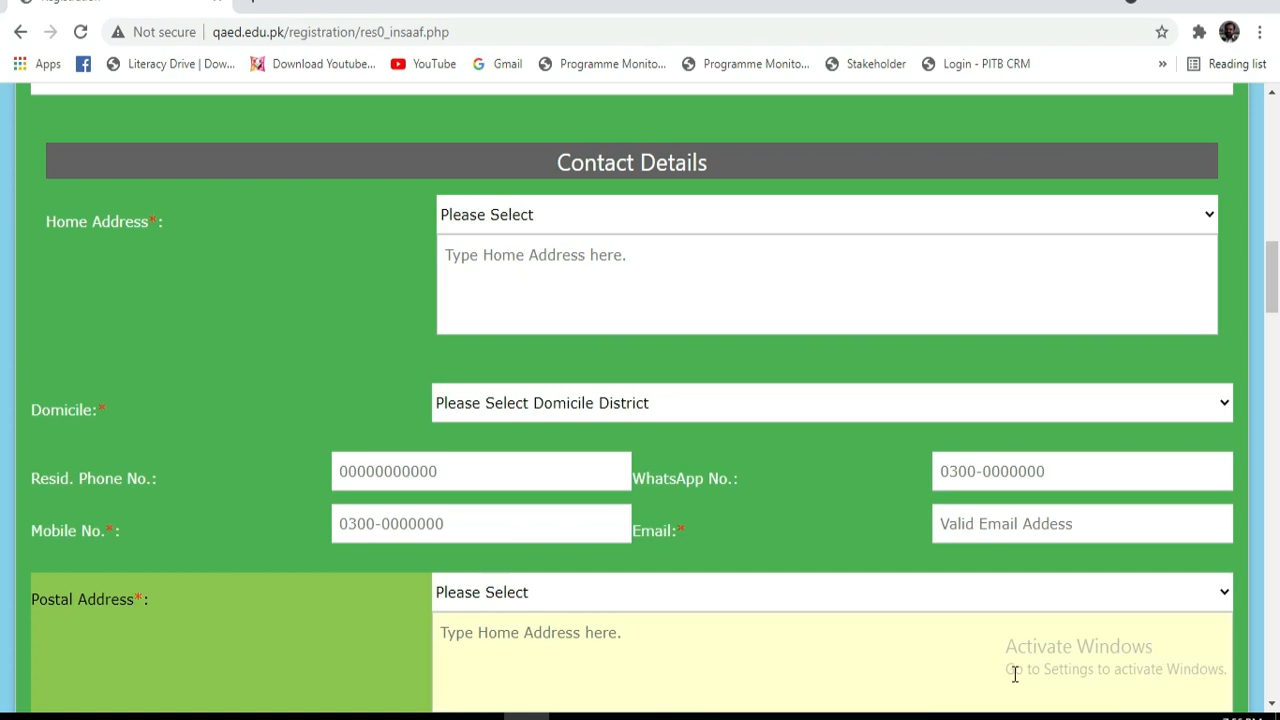 Not secure qaed.edu.pk/registration/res0_insaaf.php
Apps Literacy Drive | Dow... Download Youtube... YouTube Gmail Programme Monito... Programme Monito... Stakeholder Login - PITB CRM » Reading list
Contact Details
Home Address*: Please Select
Type Home Address here.
Domicile:* Please Select Domicile District
Resid. Phone No.: 00000000000 WhatsApp No.: 0300-0000000
Mobile No.*: 0300-0000000 Email:* Valid Email Addess
Postal Address*: Please Select
Type Home Address here.
Activate Windows
Go to Settings to activate Windows.